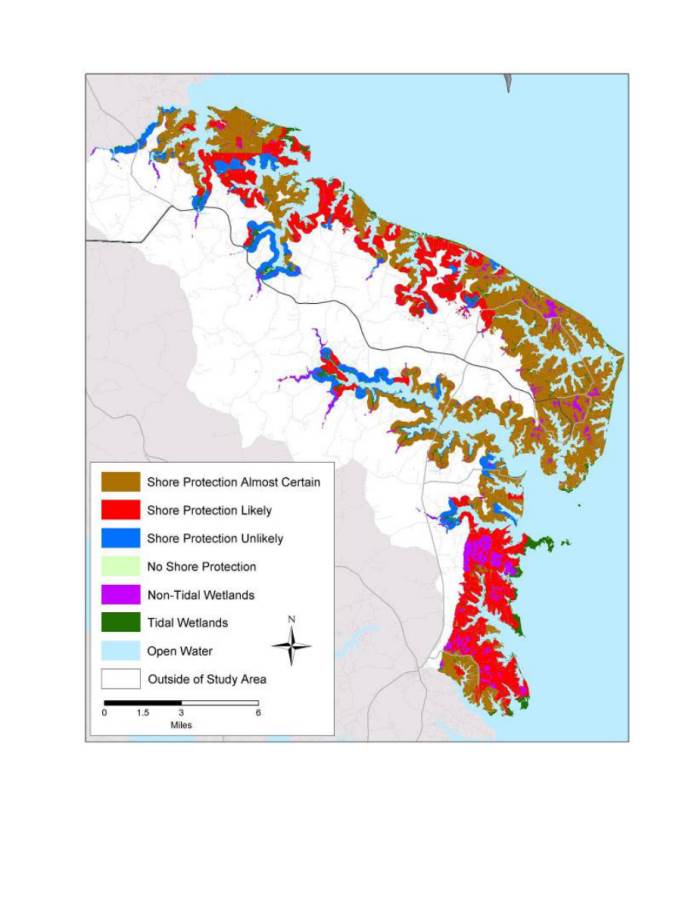 Shore Protection Almost Certain
Shore Protection Likely
Shore Protection Unlikely
No Shore Protection
Non-Tidal Wetlands
Tidal Wetlands
Open Water
Outside of Study Area
N
0 1.5 3 6
Miles